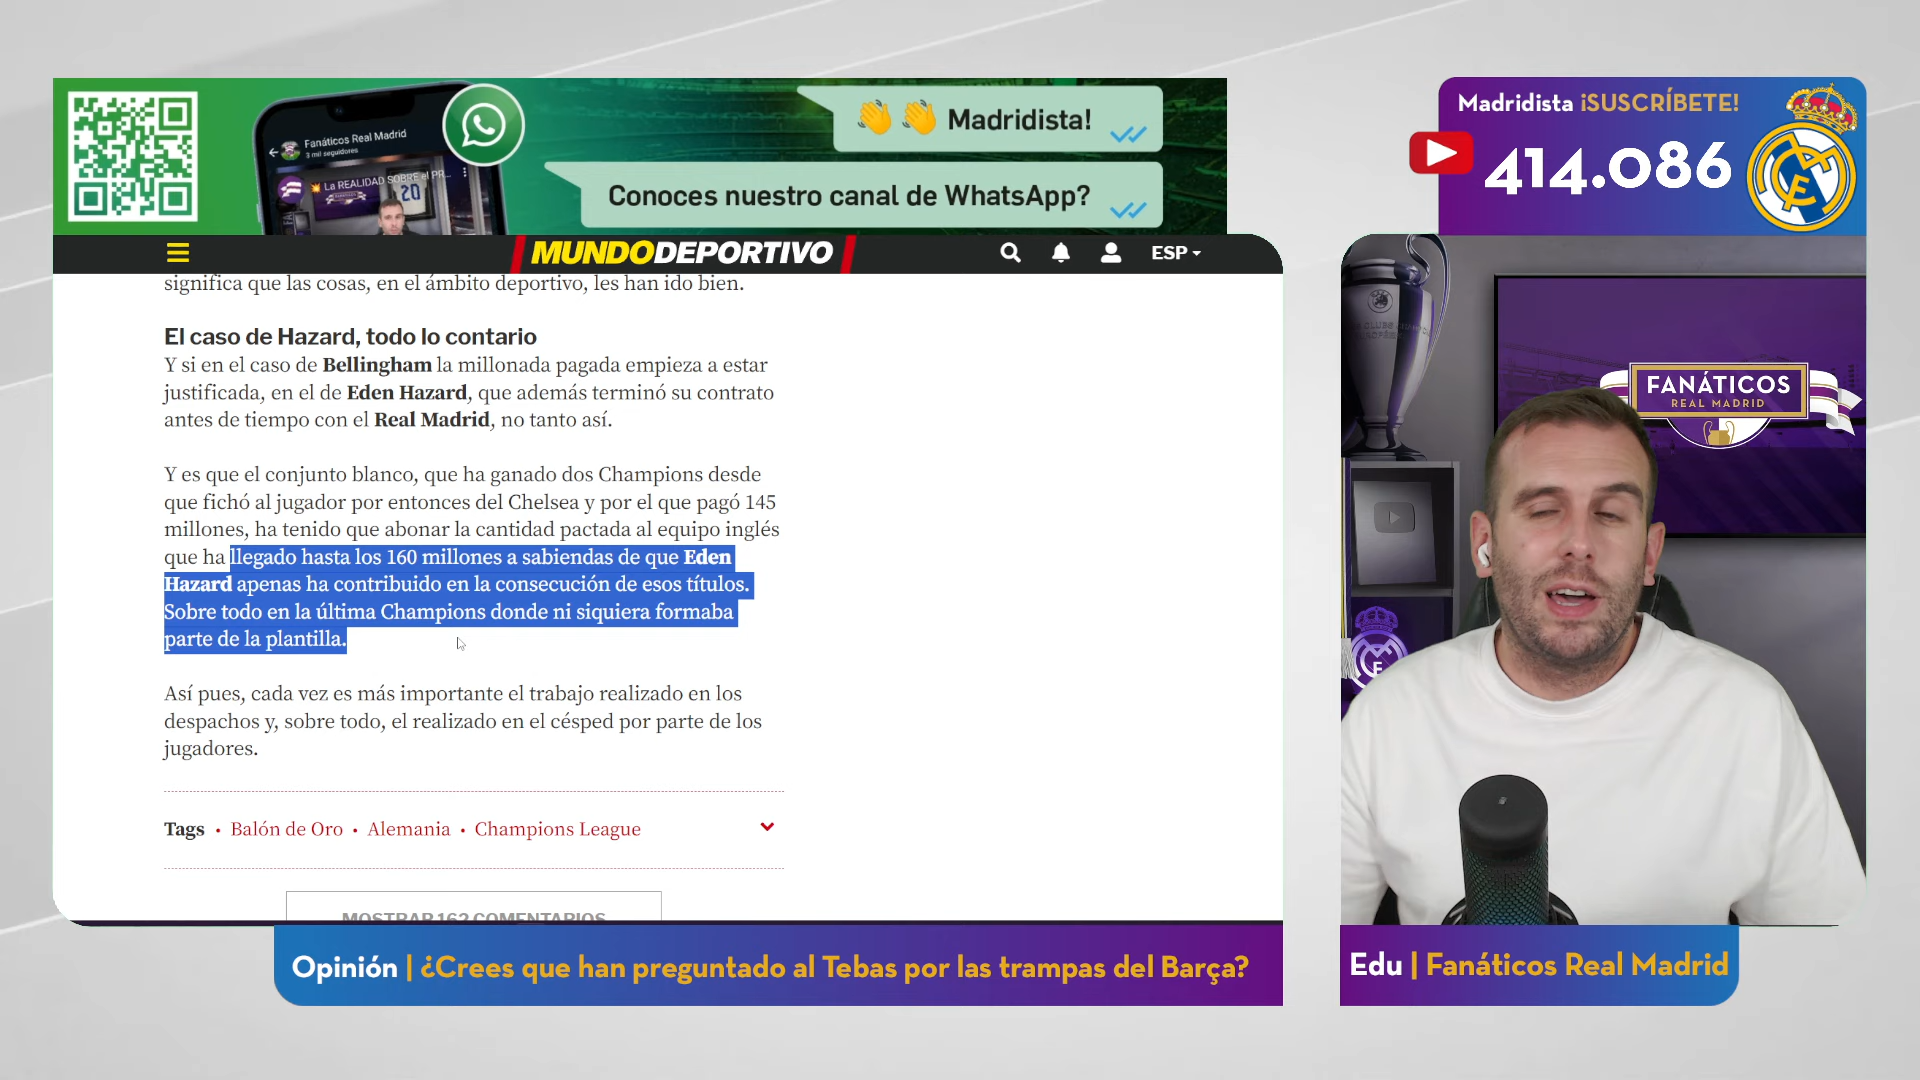 Fanáticos Real Madrid
3 mil seguidores
La REALIDAD SOBRE el PR...
20
Madridista!
Conoces nuestro canal de WhatsApp?
Madridista ¡SUSCRÍBETE!
414.086
MUNDODEPORTIVO
ESP
significa que las cosas, en el ámbito deportivo, les han ido bien.
El caso de Hazard, todo lo contario
Y si en el caso de Bellingham la millonada pagada empieza a estar
justificada, en el de Eden Hazard, que además terminó su contrato
antes de tiempo con el Real Madrid, no tanto así.
Y es que el conjunto blanco, que ha ganado dos Champions desde
que fichó al jugador por entonces del Chelsea y por el que pagó 145
millones, ha tenido que abonar la cantidad pactada al equipo inglés
que ha llegado hasta los 160 millones a sabiendas de que Eden
Hazard apenas ha contribuido en la consecución de esos títulos.
Sobre todo en la última Champions donde ni siquiera formaba
parte de la plantilla.
Así pues, cada vez es más importante el trabajo realizado en los
despachos y, sobre todo, el realizado en el césped por parte de los
jugadores.
Tags • Balón de Oro • Alemania • Champions League
MOSTRAR 162 COMENTARIOS
FANÁTICOS
REAL MADRID
Opinión | ¿Crees que han preguntado al Tebas por las trampas del Barça?
Edu | Fanáticos Real Madrid